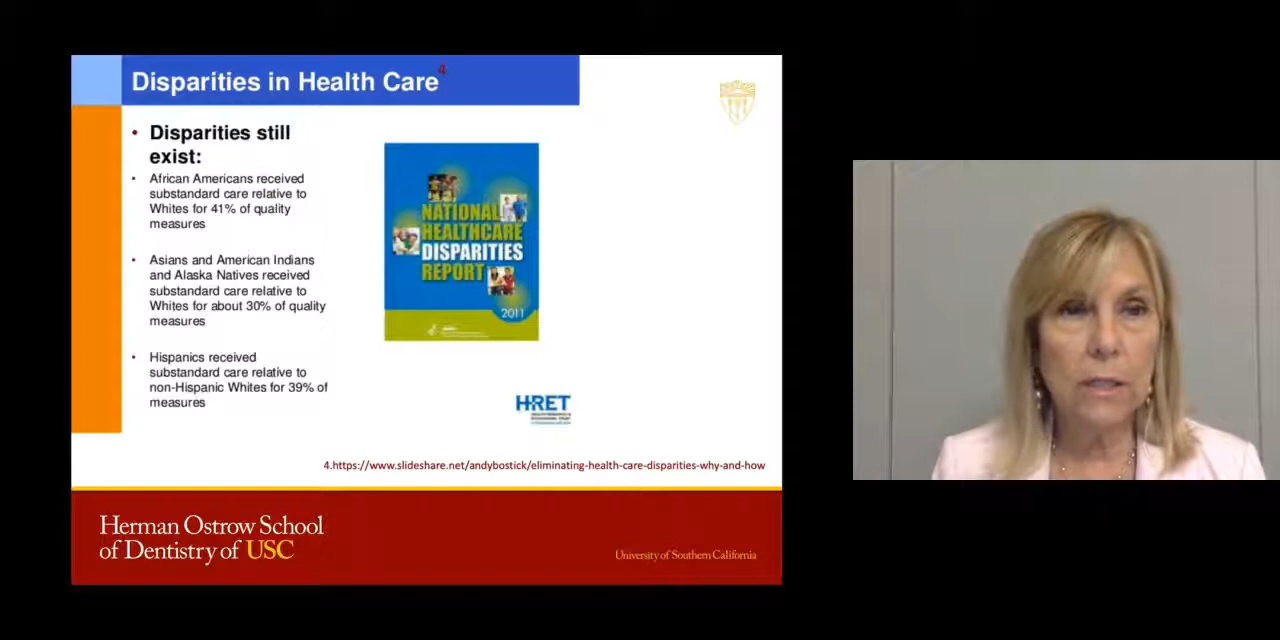 Disparities in Health Care4
Disparities still
exist:
African Americans received
substandard care relative to
Whites for 41% of quality
measures
Asians and American Indians
and Alaska Natives received
substandard care relative to
Whites for about 30% of quality
measures
Hispanics received
substandard care relative to
non-Hispanic Whites for 39% of
measures
NATIONAL
HEALTHCARE
DISPARITIES
REPORT
2011
HRET
4.https://www.slideshare.net/andybostick/eliminating-health-care-disparities-why-and-how
Herman Ostrow School
of Dentistry of USC
University of Southern California